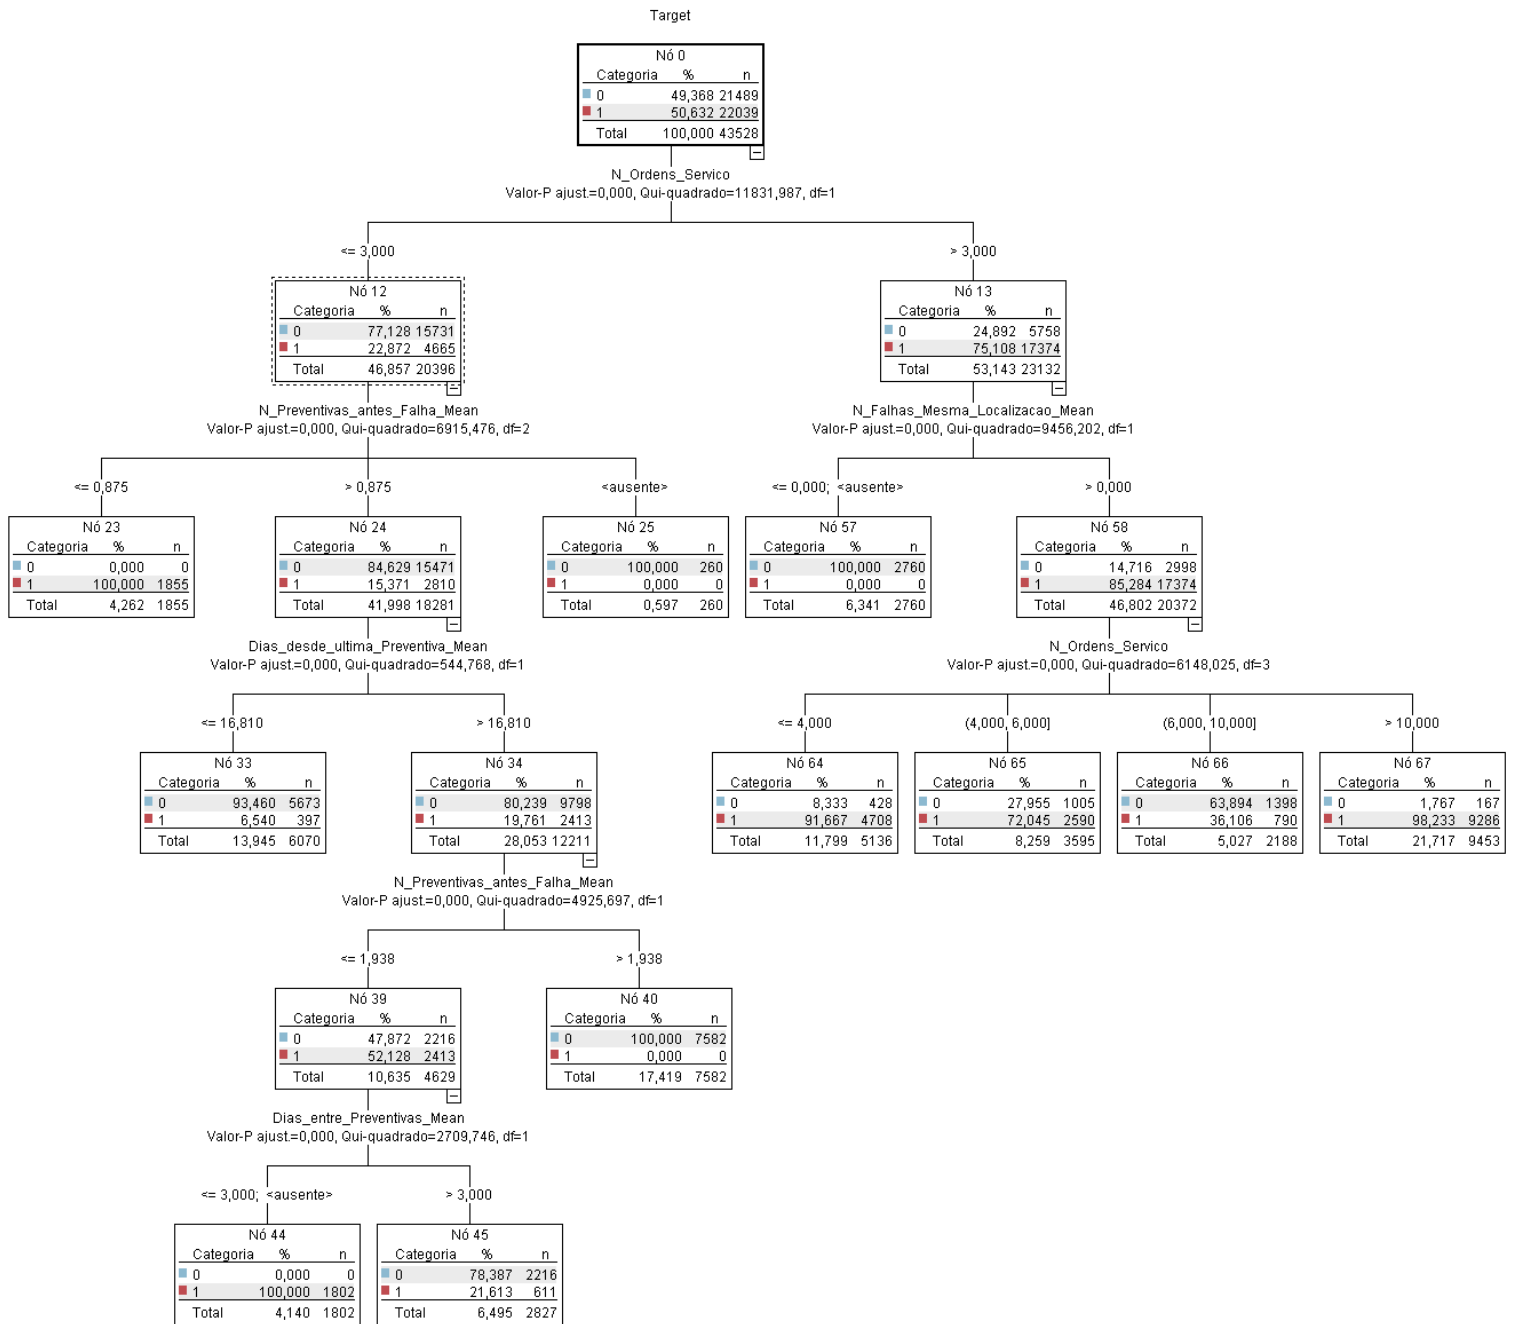 Target
Nó 0
Categoria % n
0 49,368 21489
1 50,632 22039
Total 100,000 43528
N_Ordens_Servico
Valor-P ajust.=0,000, Qui-quadrado=11831,987, df=1
<= 3,000
> 3,000
Nó 12
Categoria % n
0 77,128 15731
1 22,872 4665
Total 46,857 20396
Nó 13
Categoria % n
0 24,892 5758
1 75,108 17374
Total 53,143 23132
N_Preventivas_antes_Falha_Mean
Valor-P ajust.=0,000, Qui-quadrado=6915,476, df=2
N_Falhas_Mesma_Localizacao_Mean
Valor-P ajust.=0,000, Qui-quadrado=9456,202, df=1
<= 0,875
> 0,875
<ausente>
<= 0,000; <ausente>
> 0,000
Nó 23
Categoria % n
0 0,000 0
1 100,000 1855
Total 4,262 1855
Nó 24
Categoria % n
0 84,629 15471
1 15,371 2810
Total 41,998 18281
Nó 25
Categoria % n
0 100,000 260
1 0,000 0
Total 0,597 260
Nó 57
Categoria % n
0 100,000 2760
1 0,000 0
Total 6,341 2760
Nó 58
Categoria % n
0 14,716 2998
1 85,284 17374
Total 46,802 20372
Dias_desde_ultima_Preventiva_Mean
Valor-P ajust.=0,000, Qui-quadrado=544,768, df=1
N_Ordens_Servico
Valor-P ajust.=0,000, Qui-quadrado=6148,025, df=3
<= 16,810
> 16,810
<= 4,000
(4,000, 6,000]
(6,000, 10,000]
> 10,000
Nó 33
Categoria % n
0 93,460 5673
1 6,540 397
Total 13,945 6070
Nó 34
Categoria % n
0 80,239 9798
1 19,761 2413
Total 28,053 12211
Nó 64
Categoria % n
0 8,333 428
1 91,667 4708
Total 11,799 5136
Nó 65
Categoria % n
0 27,955 1005
1 72,045 2590
Total 8,259 3595
Nó 66
Categoria % n
0 63,894 1398
1 36,106 790
Total 5,027 2188
Nó 67
Categoria % n
0 1,767 167
1 98,233 9286
Total 21,717 9453
N_Preventivas_antes_Falha_Mean
Valor-P ajust.=0,000, Qui-quadrado=4925,697, df=1
<= 1,938
> 1,938
Nó 39
Categoria % n
0 47,872 2216
1 52,128 2413
Total 10,635 4629
Nó 40
Categoria % n
0 100,000 7582
1 0,000 0
Total 17,419 7582
Dias_entre_Preventivas_Mean
Valor-P ajust.=0,000, Qui-quadrado=2709,746, df=1
<= 3,000; <ausente>
> 3,000
Nó 44
Categoria % n
0 0,000 0
1 100,000 1802
Total 4,140 1802
Nó 45
Categoria % n
0 78,387 2216
1 21,613 611
Total 6,495 2827